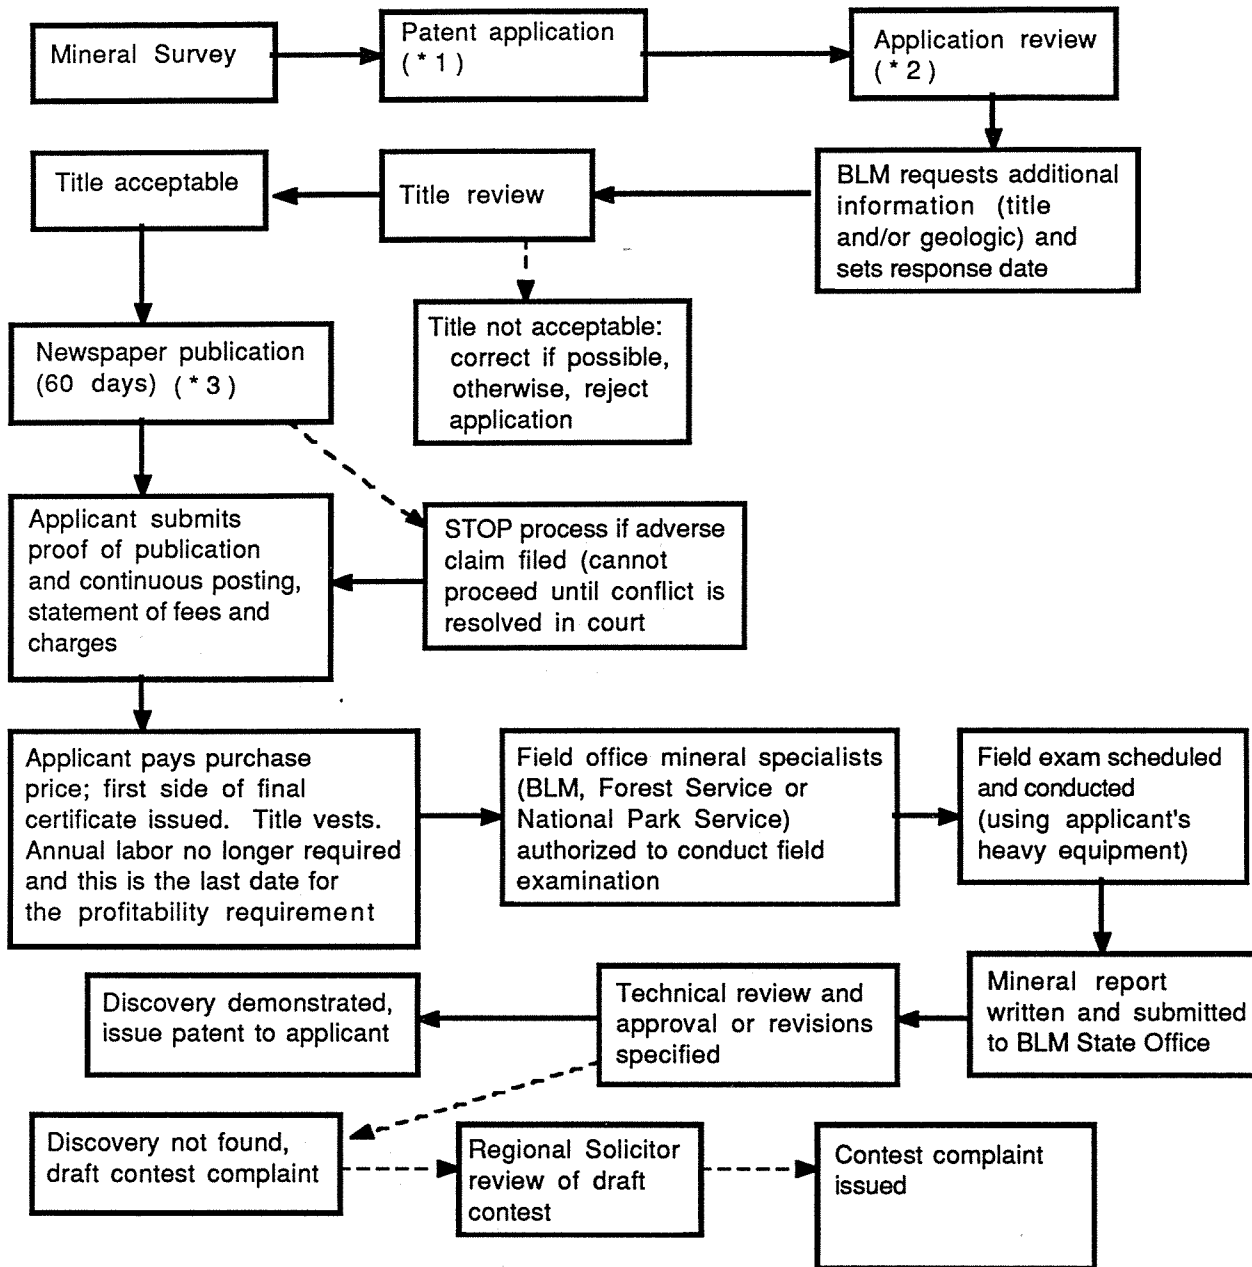 Mineral Survey
Patent application
( * 1 )
Application review
( * 2 )
Title acceptable
Title review
BLM requests additional
information (title
and/or geologic) and
sets response date
Newspaper publication
(60 days) ( * 3 )
Title not acceptable:
correct if possible,
otherwise, reject
application
Applicant submits
proof of publication
and continuous posting,
statement of fees and
charges
STOP process if adverse
claim filed (cannot
proceed until conflict is
resolved in court
Applicant pays purchase
price; first side of final
certificate issued. Title vests.
Annual labor no longer required
and this is the last date for
the profitability requirement
Field office mineral specialists
(BLM, Forest Service or
National Park Service)
authorized to conduct field
examination
Field exam scheduled
and conducted
(using applicant's
heavy equipment)
Discovery demonstrated,
issue patent to applicant
Technical review and
approval or revisions
specified
Mineral report
written and submitted
to BLM State Office
Discovery not found,
draft contest complaint
Regional Solicitor
review of draft
contest
Contest complaint
issued